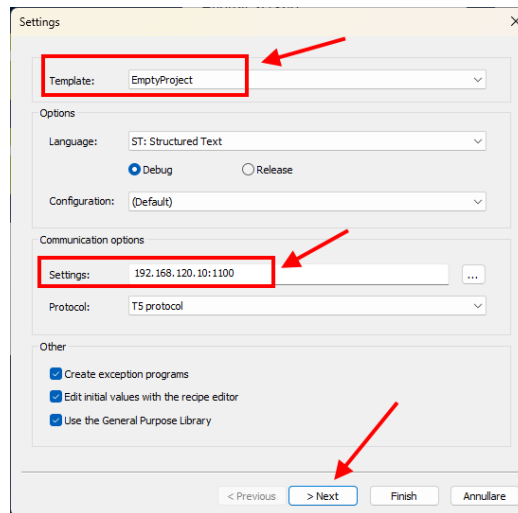 Settings
Template: EmptyProject
Options
Language: ST: Structured Text
Debug Release
Configuration: (Default)
Communication options
Settings: 192.168.120.10:1100 ...
Protocol: T5 protocol
Other
Create exception programs
Edit initial values with the recipe editor
Use the General Purpose Library
< Previous > Next Finish Annullare